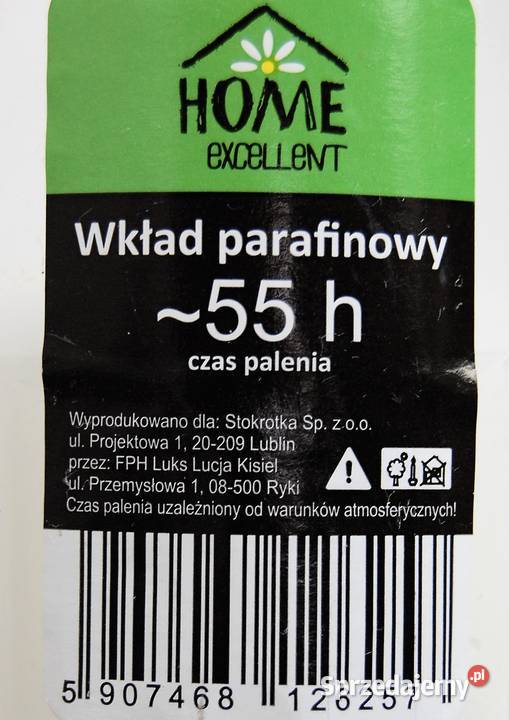 HOME
EXCELLENT
Wkład parafinowy
~55 h
czas palenia
Wyprodukowano dla: Stokrotka Sp. z o.o.
ul. Projektowa 1, 20-209 Lublin
przez: FPH Luks Lucja Kisiel
ul. Przemysłowa 1, 08-500 Ryki
Czas palenia uzależniony od warunków atmosferycznych!
5 907468 126257
Sprzedajemy.pl